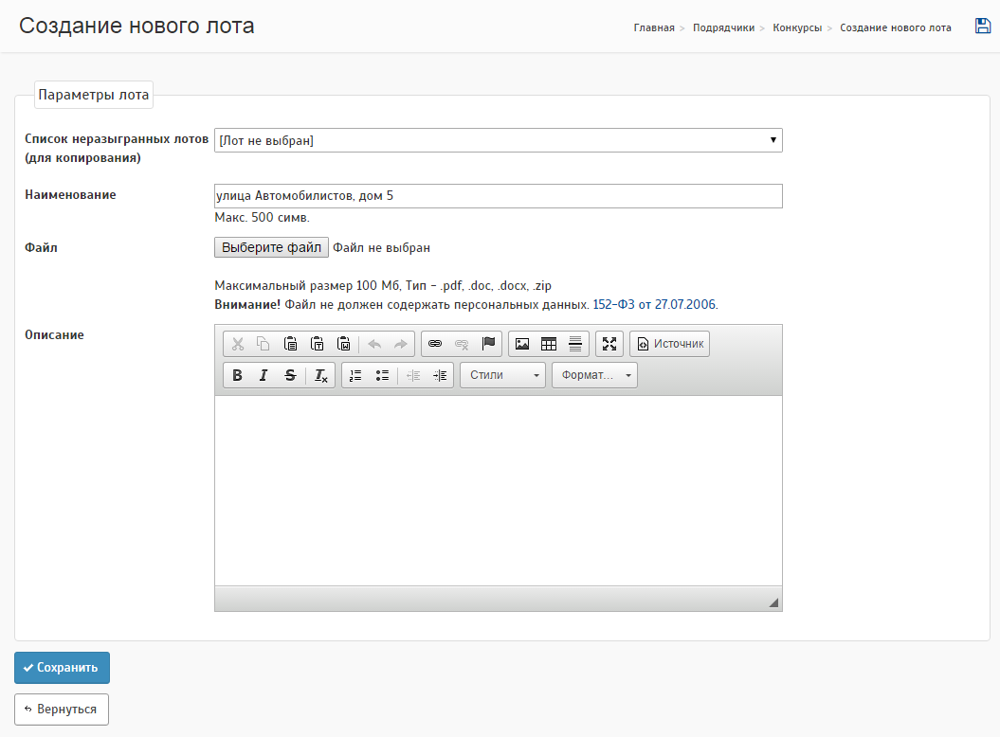 Создание нового лота
Главная > Подрядчики > Конкурсы > Создание нового лота
Параметры лота
Список неразыгранных лотов
(для копирования)
[Лот не выбран]
Наименование
улица Автомобилистов, дом 5
Макс. 500 симв.
Файл
Выберите файл Файл не выбран
Максимальный размер 100 Мб, Тип - .pdf, .doc, .docx, .zip
Внимание! Файл не должен содержать персональных данных. 152-ФЗ от 27.07.2006.
Описание
Источник
Стили Формат...
Сохранить
Вернуться